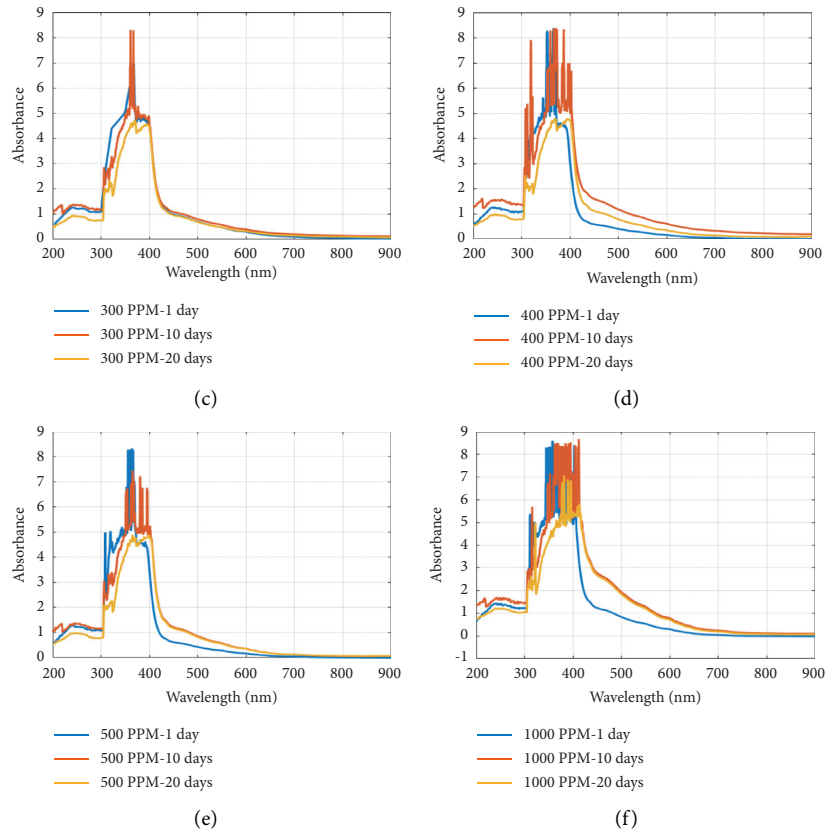 9
8
7
6
5
4
3
2
1
0
Absorbance
200 300 400 500 600 700 800 900
Wavelength (nm)
300 PPM-1 day
300 PPM-10 days
300 PPM-20 days
(c)
9
8
7
6
5
4
3
2
1
0
Absorbance
200 300 400 500 600 700 800 900
Wavelength (nm)
400 PPM-1 day
400 PPM-10 days
400 PPM-20 days
(d)
9
8
7
6
5
4
3
2
1
0
Absorbance
200 300 400 500 600 700 800 900
Wavelength (nm)
500 PPM-1 day
500 PPM-10 days
500 PPM-20 days
(e)
9
8
7
6
5
4
3
2
1
0
-1
Absorbance
200 300 400 500 600 700 800 900
Wavelength (nm)
1000 PPM-1 day
1000 PPM-10 days
1000 PPM-20 days
(f)